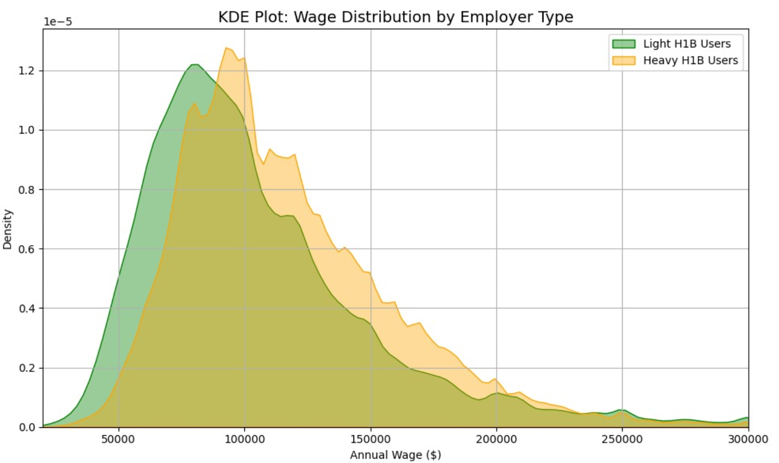 KDE Plot: Wage Distribution by Employer Type
1e−5
Light H1B Users
Heavy H1B Users
1.2
1.0
0.8
0.6
0.4
0.2
0.0
Density
50000 100000 150000 200000 250000 300000
Annual Wage ($)